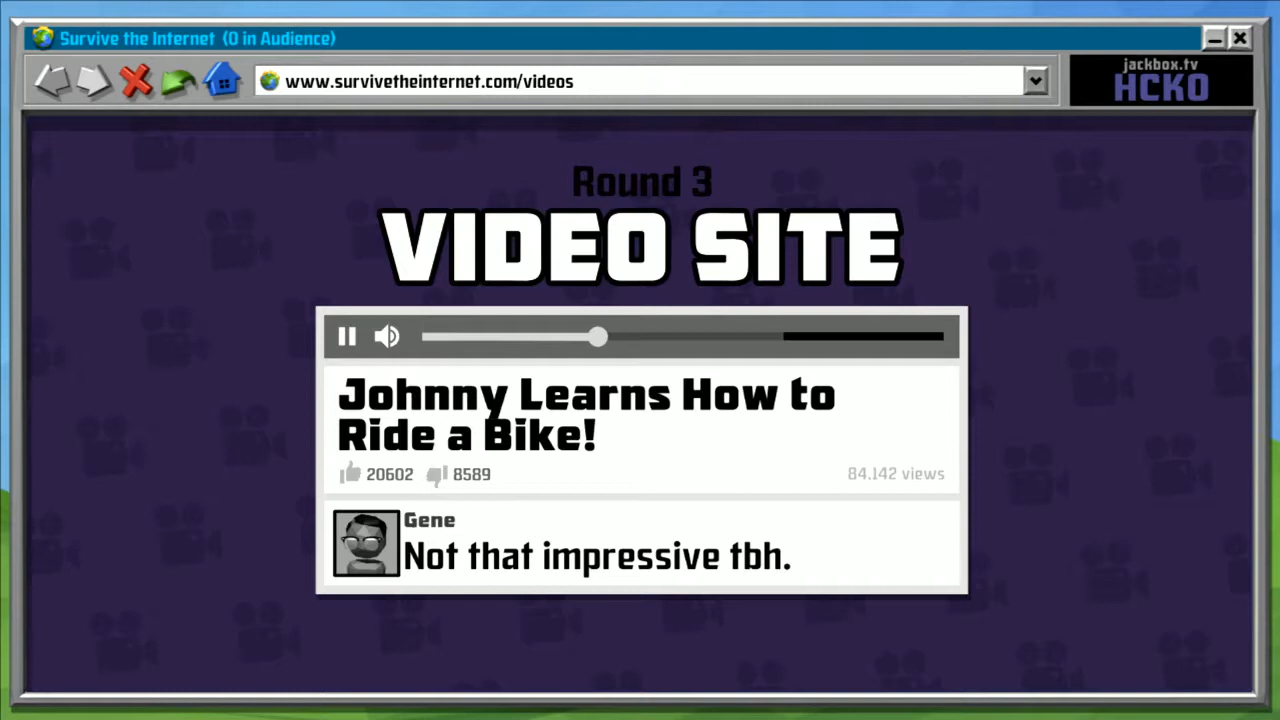 Survive the Internet (0 in Audience)
www.survivetheinternet.com/videos
jackbox.tv
HCKO
Round 3
VIDEO SITE
Johnny Learns How to
Ride a Bike!
20602 8589 84,142 views
Gene
Not that impressive tbh.